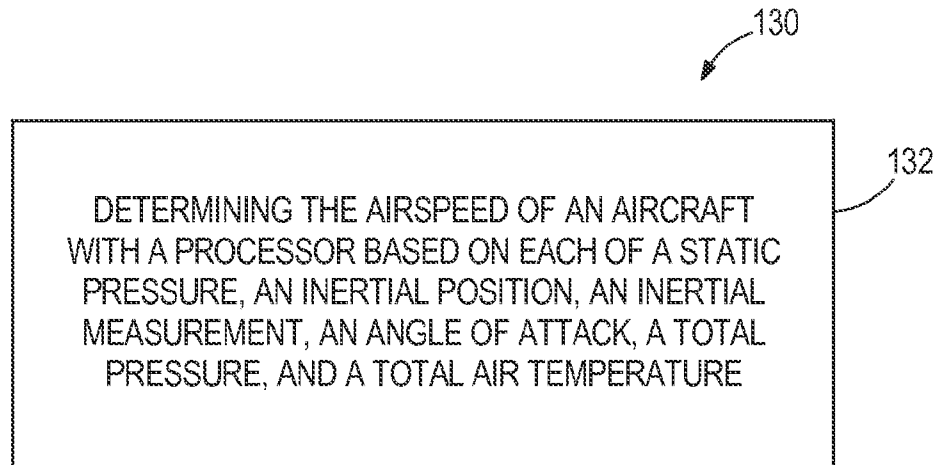 130
132
DETERMINING THE AIRSPEED OF AN AIRCRAFT
WITH A PROCESSOR BASED ON EACH OF A STATIC
PRESSURE, AN INERTIAL POSITION, AN INERTIAL
MEASUREMENT, AN ANGLE OF ATTACK, A TOTAL
PRESSURE, AND A TOTAL AIR TEMPERATURE